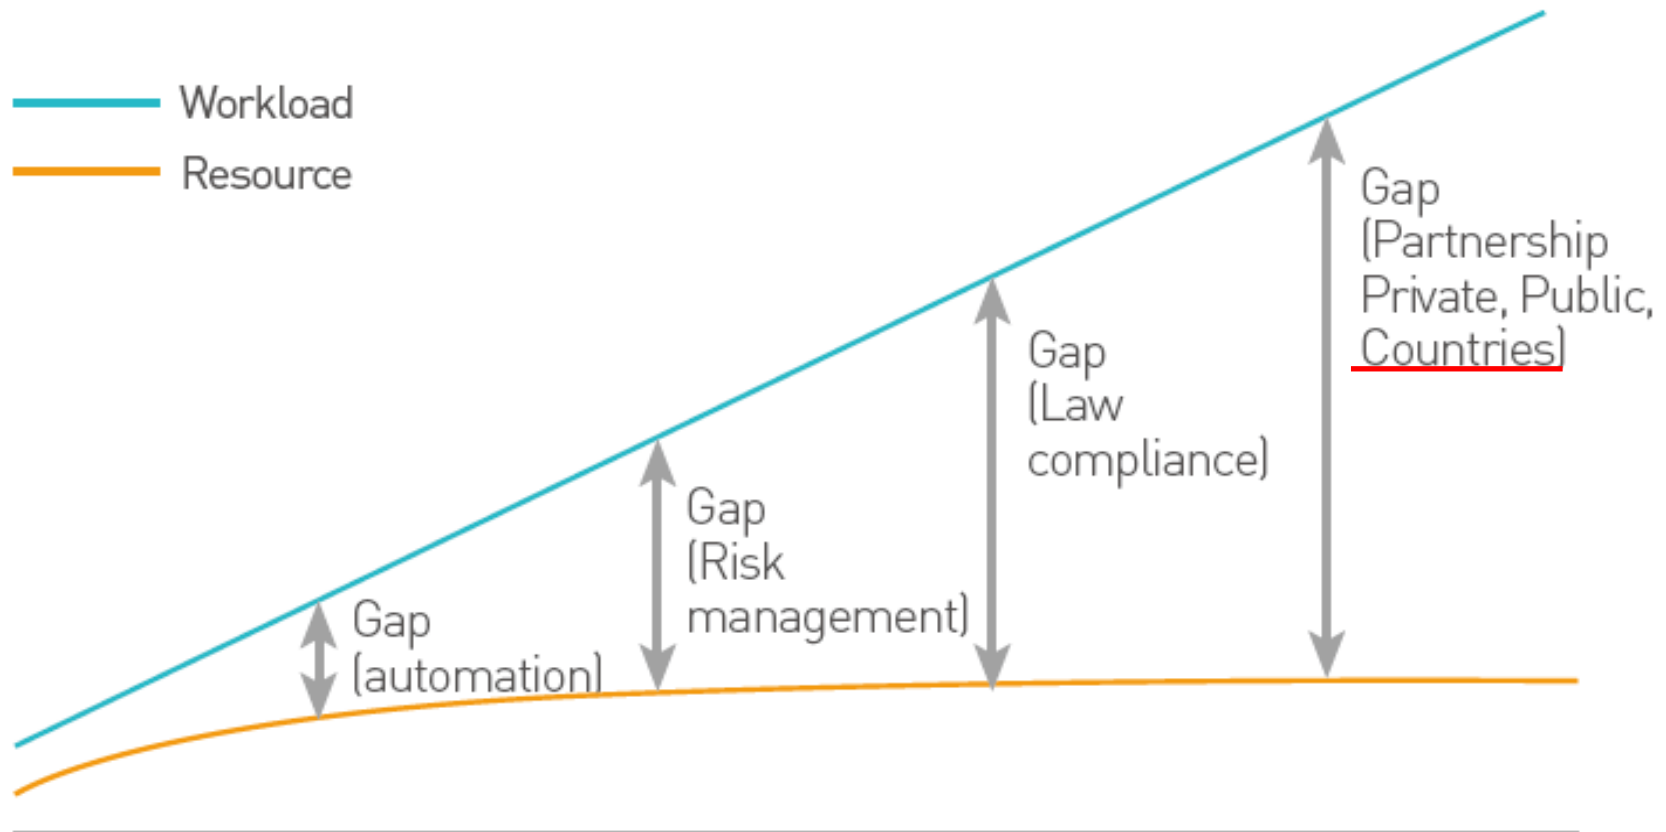 Workload
Resource
Gap
(automation)
Gap
(Risk
management)
Gap
(Law
compliance)
Gap
(Partnership
Private, Public,
Countries)